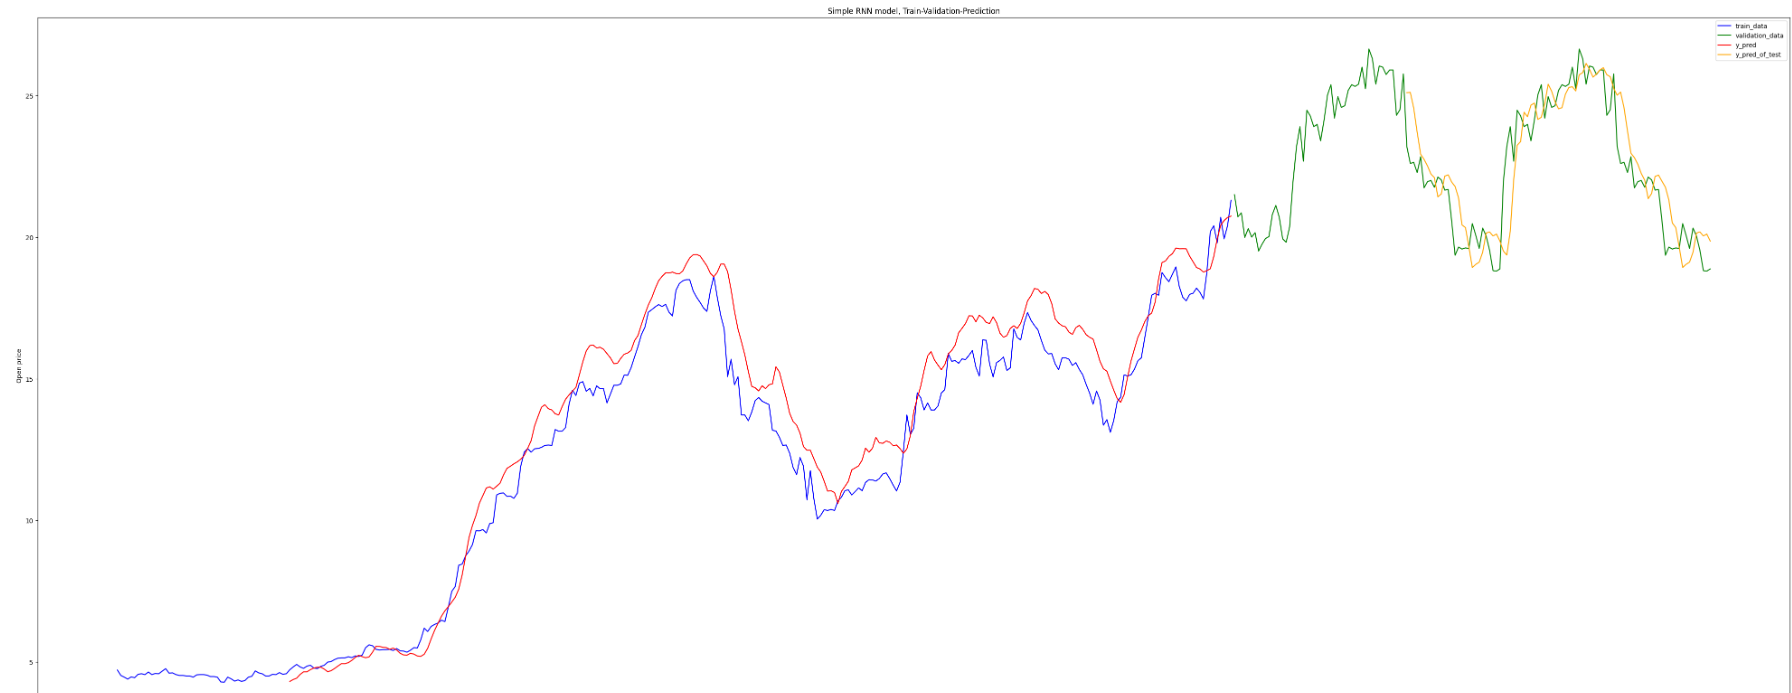 Simple RNN model, Train-Validation-Prediction
train_data
validation_data
y_pred
y_pred_of_test
25
20
15
10
5
Open price